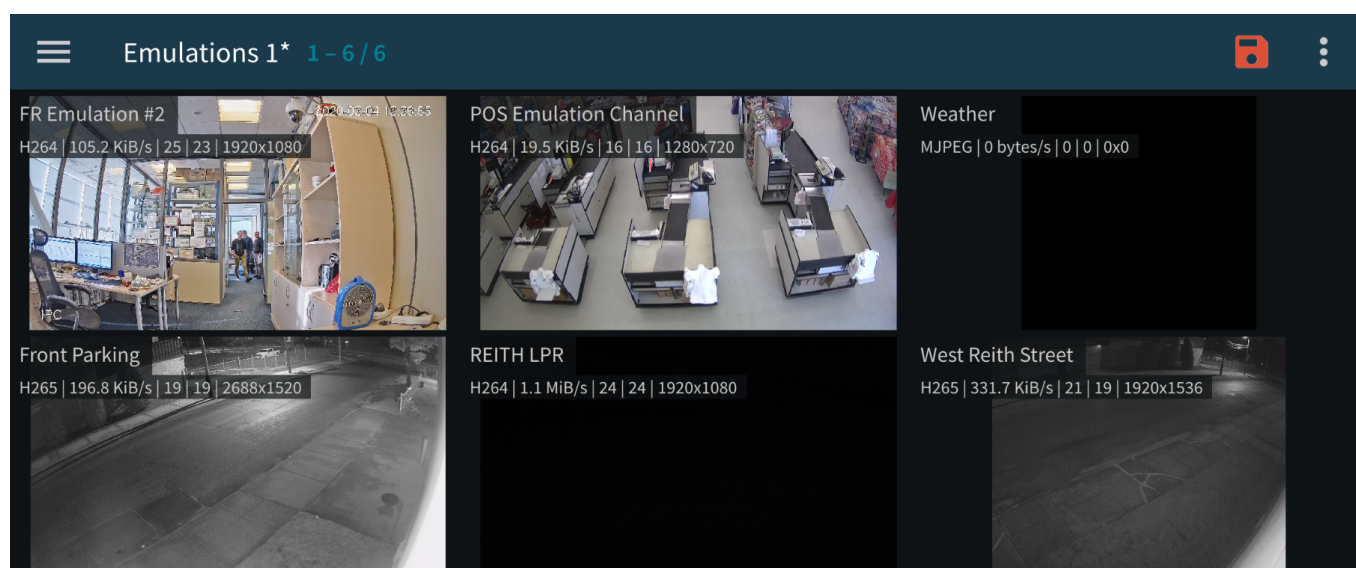 Emulations 1* 1 – 6 / 6
FR Emulation #2
H264 | 105.2 KiB/s | 25 | 23 | 1920x1080
IPC
POS Emulation Channel
H264 | 19.5 KiB/s | 16 | 16 | 1280x720
Weather
MJPEG | 0 bytes/s | 0 | 0 | 0x0
Front Parking
H265 | 196.8 KiB/s | 19 | 19 | 2688x1520
REITH LPR
H264 | 1.1 MiB/s | 24 | 24 | 1920x1080
West Reith Street
H265 | 331.7 KiB/s | 21 | 19 | 1920x1536